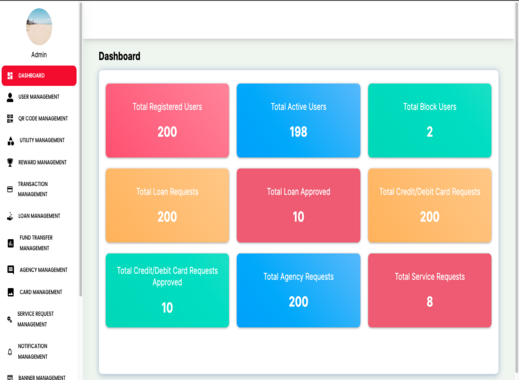 Admin
DASHBOARD
USER MANAGEMENT
QR CODE MANAGEMENT
UTILITY MANAGEMENT
REWARD MANAGEMENT
TRANSACTION
MANAGEMENT
LOAN MANAGEMENT
FUND TRANSFER
MANAGEMENT
AGENCY MANAGEMENT
CARD MANAGEMENT
SERVICE REQUEST
MANAGEMENT
NOTIFICATION
MANAGEMENT
BANNER MANAGEMENT
Dashboard
Total Registered Users
200
Total Active Users
198
Total Block Users
2
Total Loan Requests
200
Total Loan Approved
10
Total Credit/Debit Card Requests
200
Total Credit/Debit Card Requests
Approved
10
Total Agency Requests
200
Total Service Requests
8